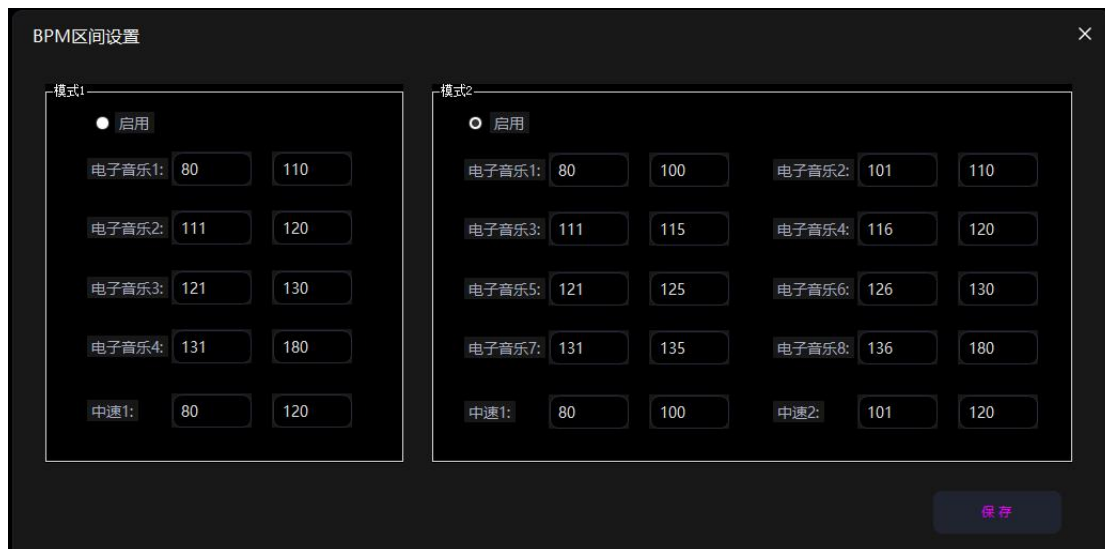 BPM区间设置
模式1
启用
电子音乐1: 80 110
电子音乐2: 111 120
电子音乐3: 121 130
电子音乐4: 131 180
中速1: 80 120
模式2
启用
电子音乐1: 80 100 电子音乐2: 101 110
电子音乐3: 111 115 电子音乐4: 116 120
电子音乐5: 121 125 电子音乐6: 126 130
电子音乐7: 131 135 电子音乐8: 136 180
中速1: 80 100 中速2: 101 120
保存